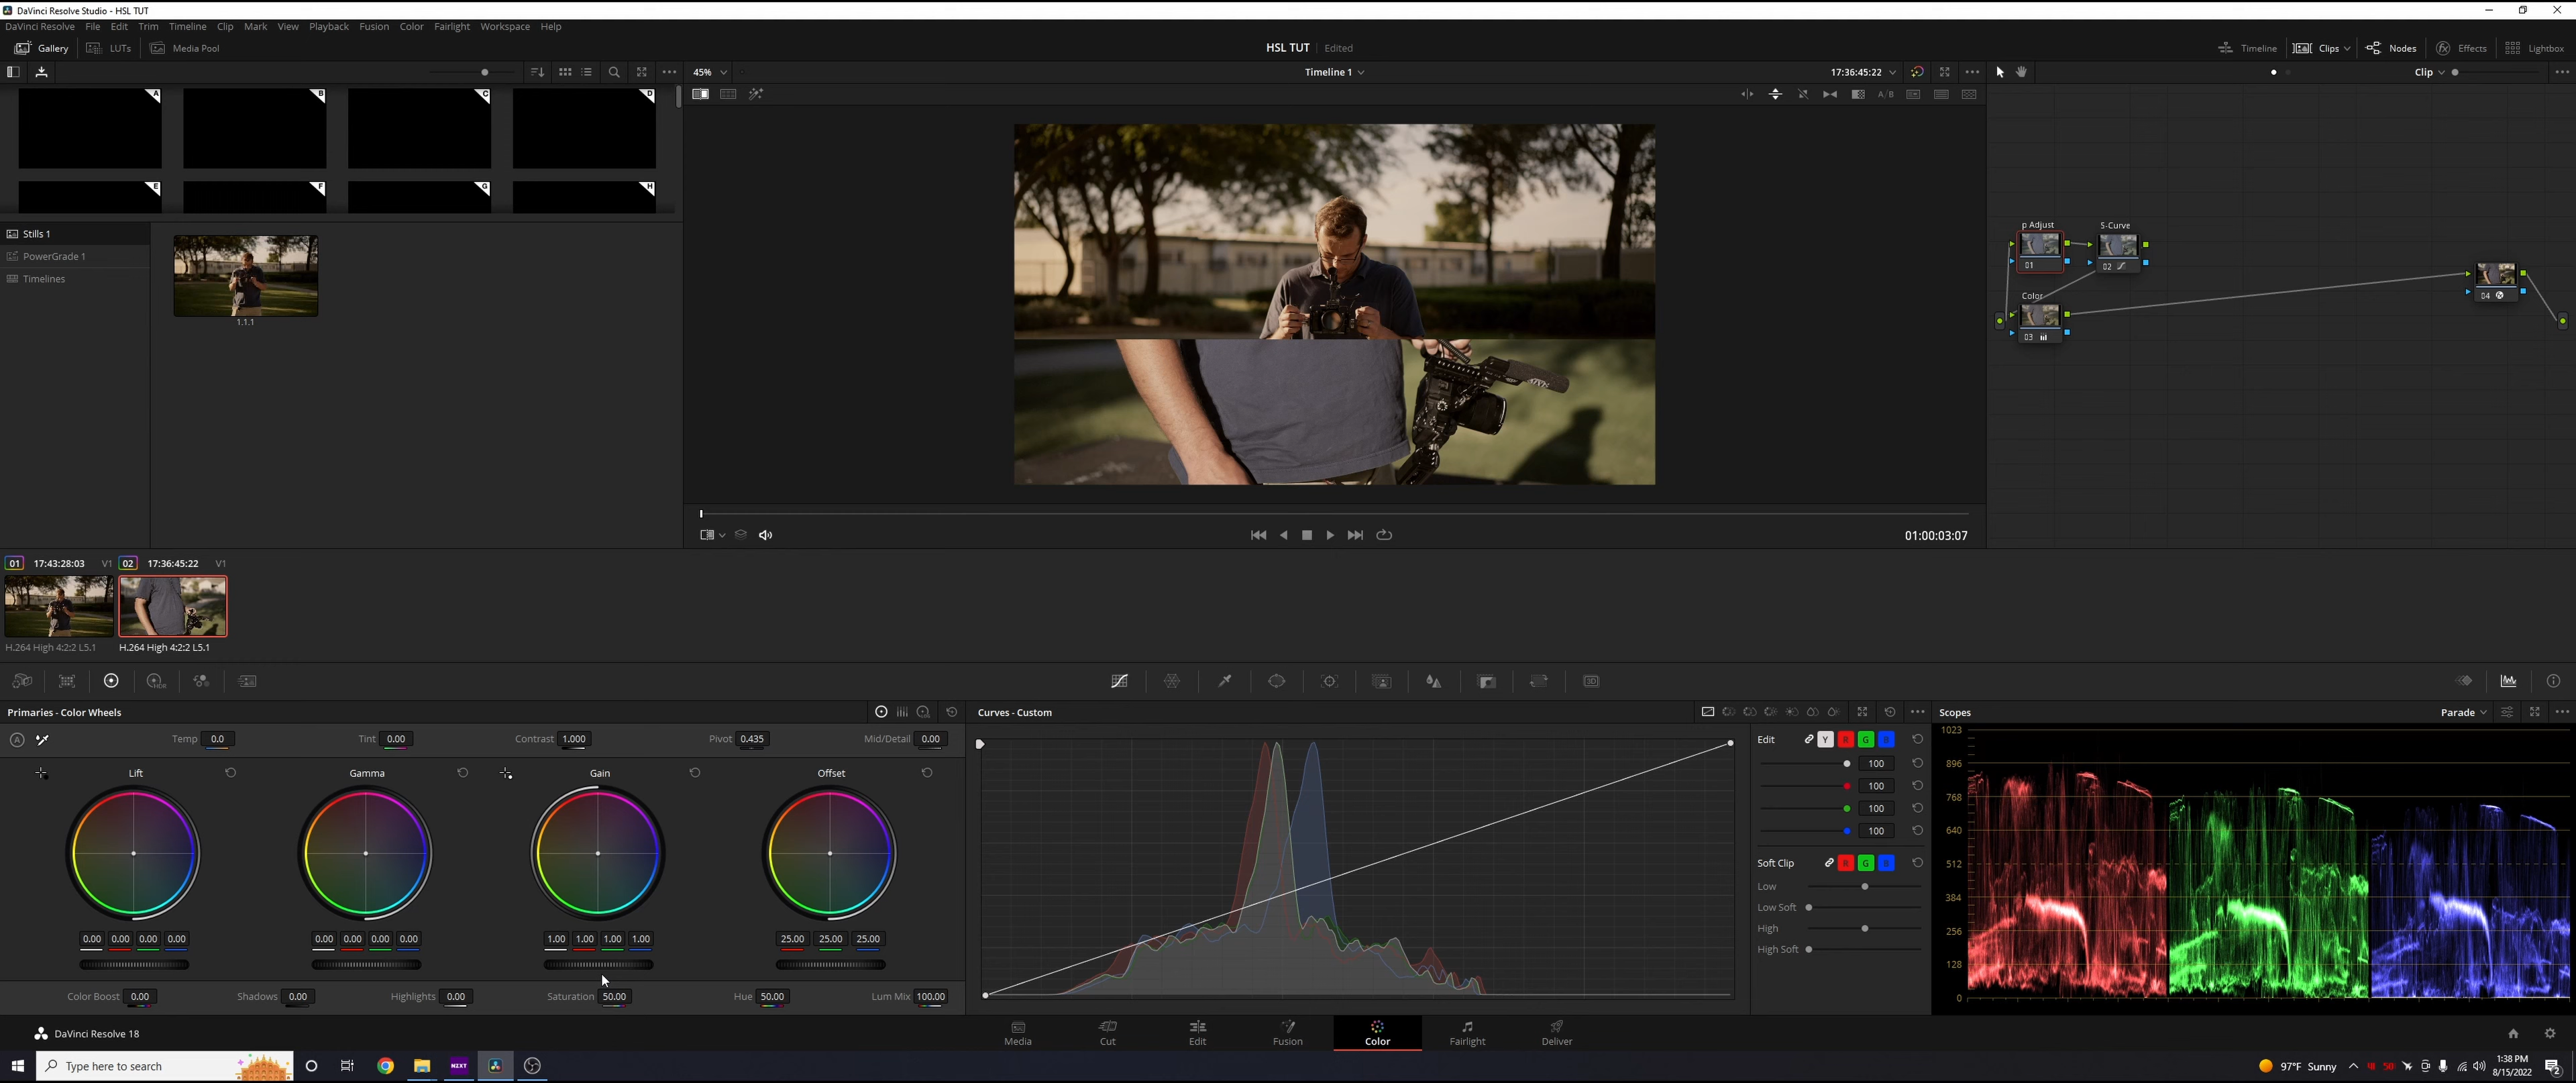 DaVinci Resolve Studio - HSL TUT
DaVinci Resolve File Edit Trim Timeline Clip Mark View Playback Fusion Color Fairlight Workspace Help
Gallery LUTs Media Pool HSL TUT Edited Timeline Clips Nodes Effects Lightbox
45% Timeline 1 17:36:45:22 Clip
A B C D
A/B
E F G H
Stills 1
PowerGrade 1
Timelines
1.1.1
p Adjust S-Curve
01 02
Color
04
03
01:00:03:07
01 17:43:28:03 V1 02 17:36:45:22 V1
H.264 High 4:2:2 L5.1 H.264 High 4:2:2 L5.1
HDR 3D
Primaries - Color Wheels Curves - Custom Scopes Parade
A Temp 0.0 Tint 0.00 Contrast 1.000 Pivot 0.435 Mid/Detail 0.00
Lift Gamma Gain Offset
0.00 0.00 0.00 0.00 0.00 0.00 0.00 0.00 1.00 1.00 1.00 1.00 25.00 25.00 25.00
Color Boost 0.00 Shadows 0.00 Highlights 0.00 Saturation 50.00 Hue 50.00 Lum Mix 100.00
Edit Y R G B
100
100
100
100
Soft Clip R G B
Low
Low Soft
High
High Soft
1023
896
768
640
512
384
256
128
0
DaVinci Resolve 18
Media Cut Edit Fusion Color Fairlight Deliver
Type here to search NZXT 97°F Sunny 1:38 PM
8/15/2022 2